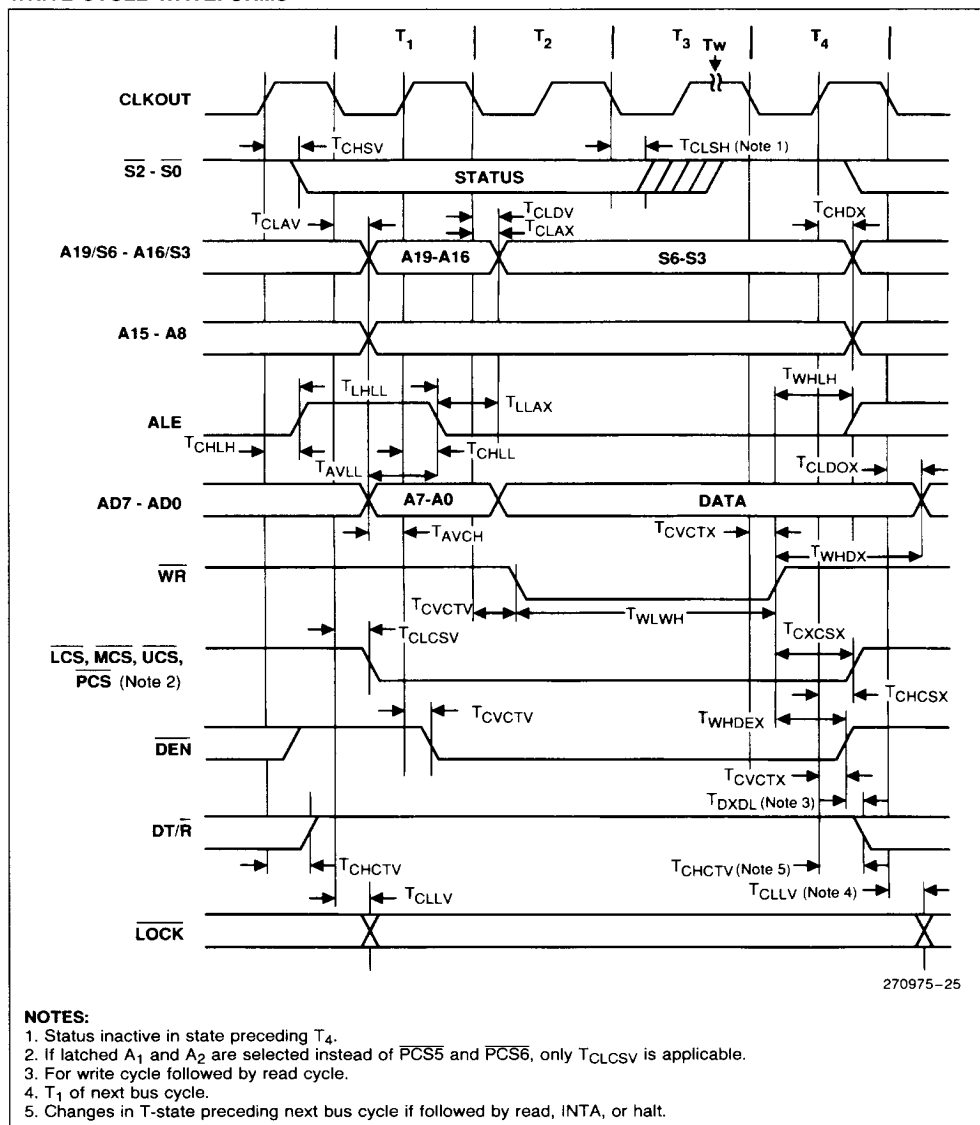 WRITE CYCLE WAVEFORMS
T1 T2 T3 TW T4
CLKOUT
TCHSV TCLSH (Note 1)
S2 - S0 STATUS
TCLAV TCLDV TCHDX
TCLAX
A19/S6 - A16/S3 A19-A16 S6-S3
A15 - A8
TLHLL TWHLH
TLLAX
ALE
TCHLH TCHLL
TAVLL TCLDOX
AD7 - AD0 A7-A0 DATA
TAVCH TCVCTX
TWHDX
WR
TCVCTV TWLWH
TCLCSV TCXCSX
LCS, MCS, UCS,
PCS (Note 2)
TCHCSX
TCVCTV TWHDEX
DEN
TCVCTX
TDXDL (Note 3)
DT/R
TCHCTV TCHCTV (Note 5)
TCLLV TCLLV (Note 4)
LOCK
270975-25
NOTES:
1. Status inactive in state preceding T4.
2. If latched A1 and A2 are selected instead of PCS5 and PCS6, only TCLCSV is applicable.
3. For write cycle followed by read cycle.
4. T1 of next bus cycle.
5. Changes in T-state preceding next bus cycle if followed by read, INTA, or halt.